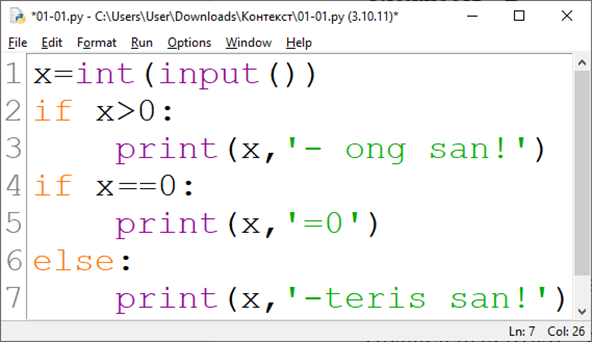 *01-01.py - C:\Users\User\Downloads\Контекст\01-01.py (3.10.11)*
File Edit Format Run Options Window Help
1 x=int(input())
2 if x>0:
3     print(x,'- ong san!')
4 if x==0:
5     print(x,'=0')
6 else:
7     print(x,'-teris san!')
Ln: 7 Col: 26